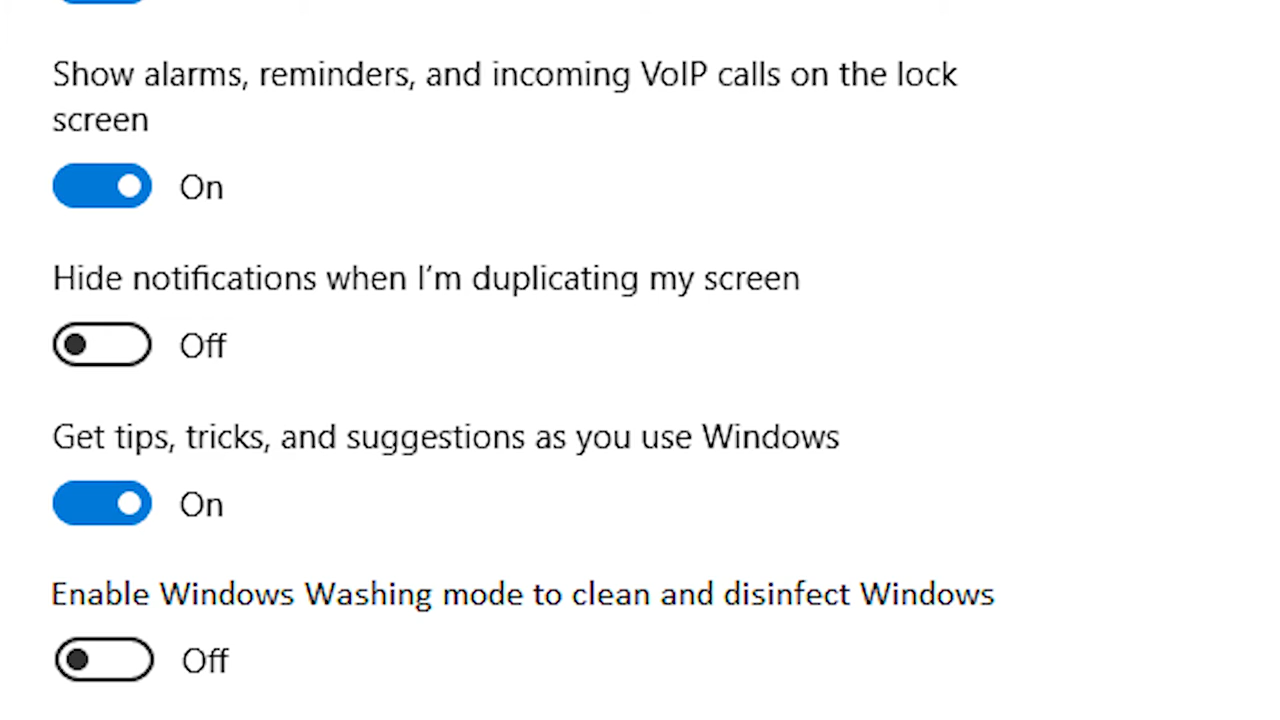 Show alarms, reminders, and incoming VoIP calls on the lock
screen
On
Hide notifications when I’m duplicating my screen
Off
Get tips, tricks, and suggestions as you use Windows
On
Enable Windows Washing mode to clean and disinfect Windows
Off